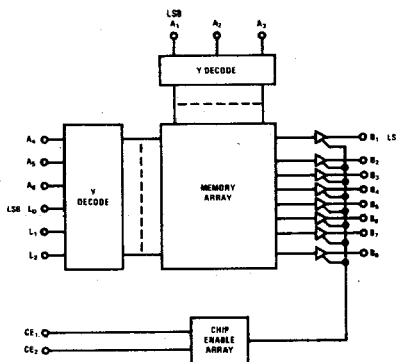 LSB
A1 A2 A3
Y DECODE
A4
A5
A6
LSB L0
L1
L2
Y
DECODE
MEMORY
ARRAY
B1 LS
B2
B3
B4
B5
B6
B7
B8
CE1
CE2
CHIP
ENABLE
ARRAY